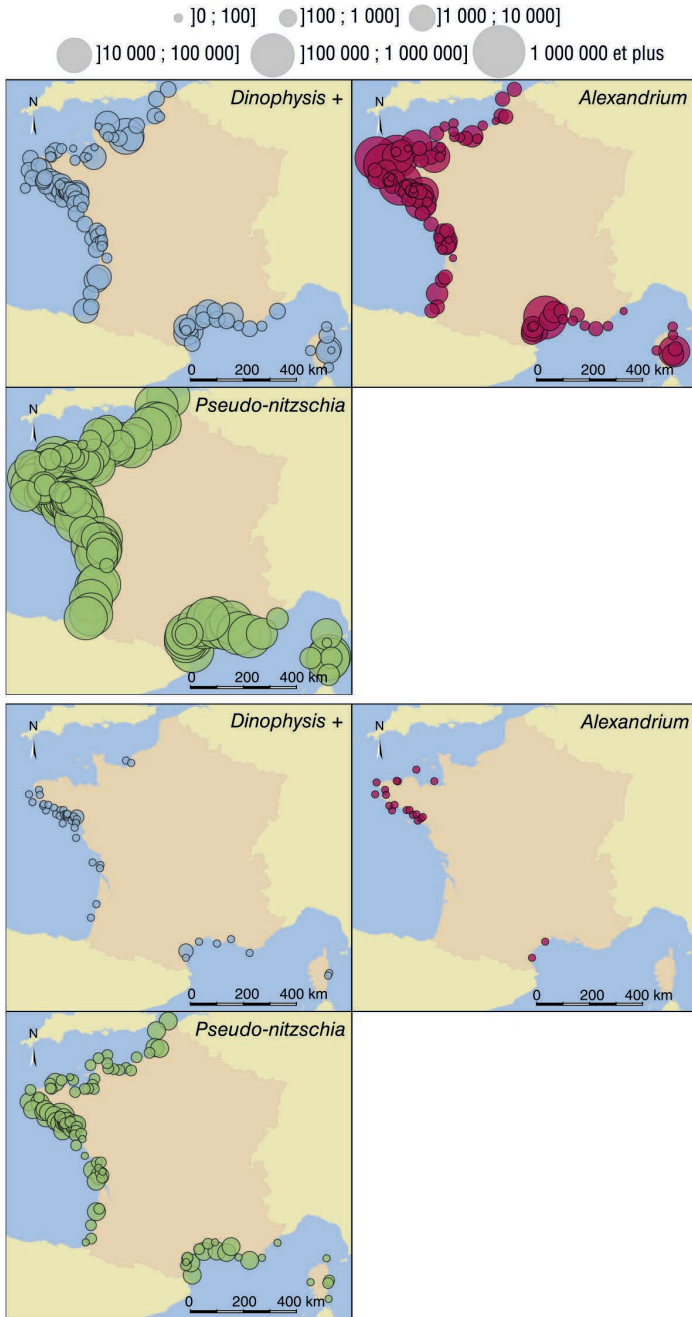 ]0 ; 100] ]100 ; 1 000] ]1 000 ; 10 000]
]10 000 ; 100 000] ]100 000 ; 1 000 000] 1 000 000 et plus
N Dinophysis +
0 200 400 km
N Alexandrium
0 200 400 km
N Pseudo-nitzschia
0 200 400 km
N Dinophysis +
0 200 400 km
N Alexandrium
0 200 400 km
N Pseudo-nitzschia
0 200 400 km